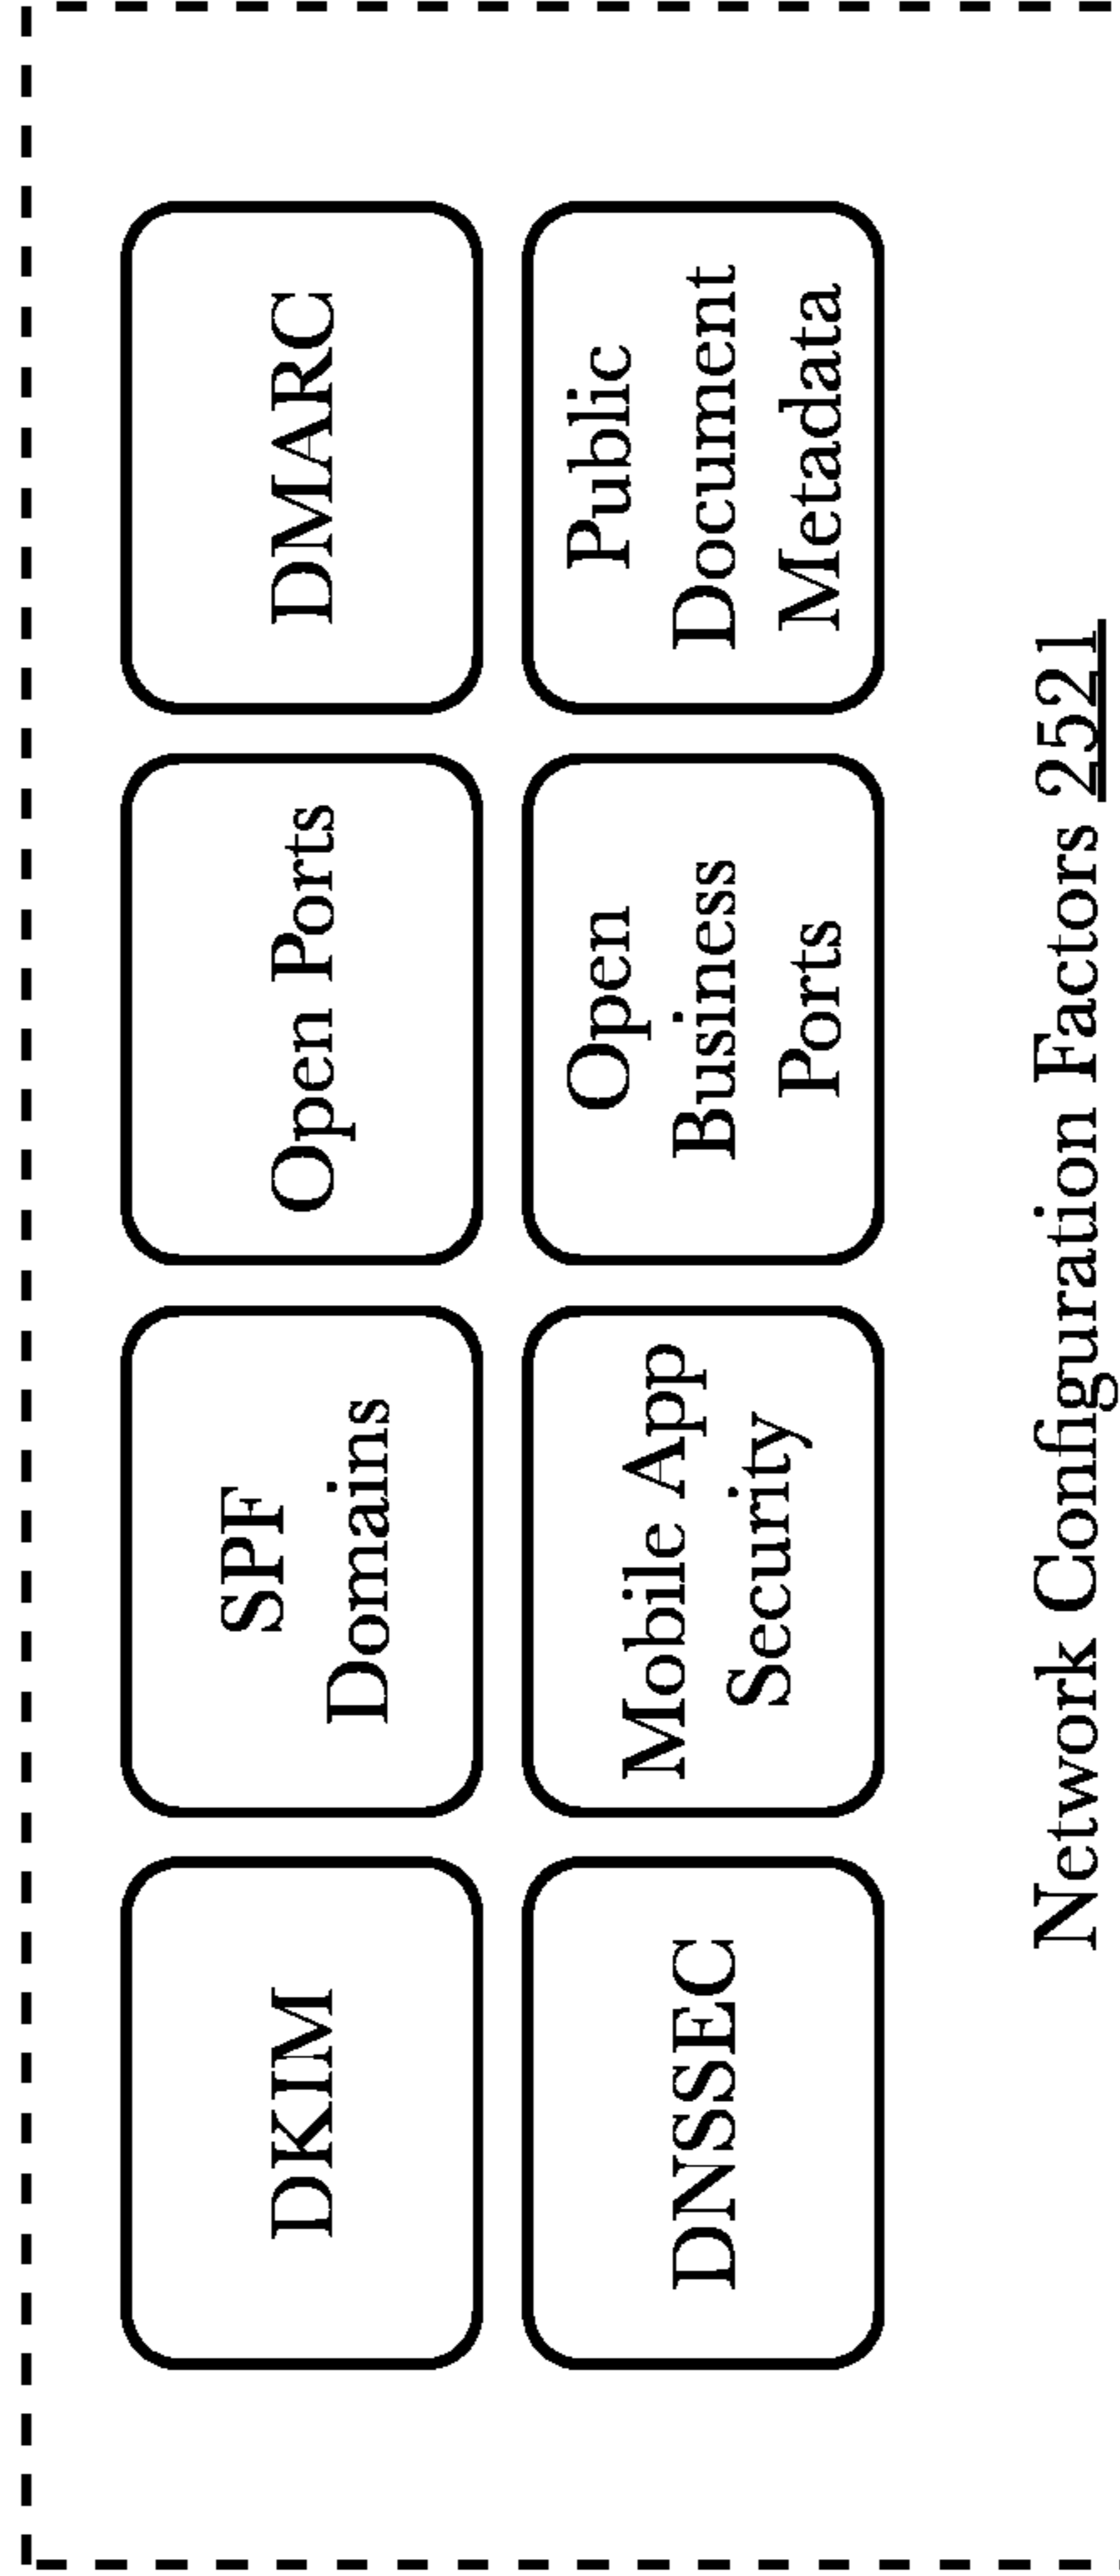 DKIM
SPF
Domains
Open Ports
DMARC
DNSSEC
Mobile App
Security
Open
Business
Ports
Public
Document
Metadata
Network Configuration Factors 2521